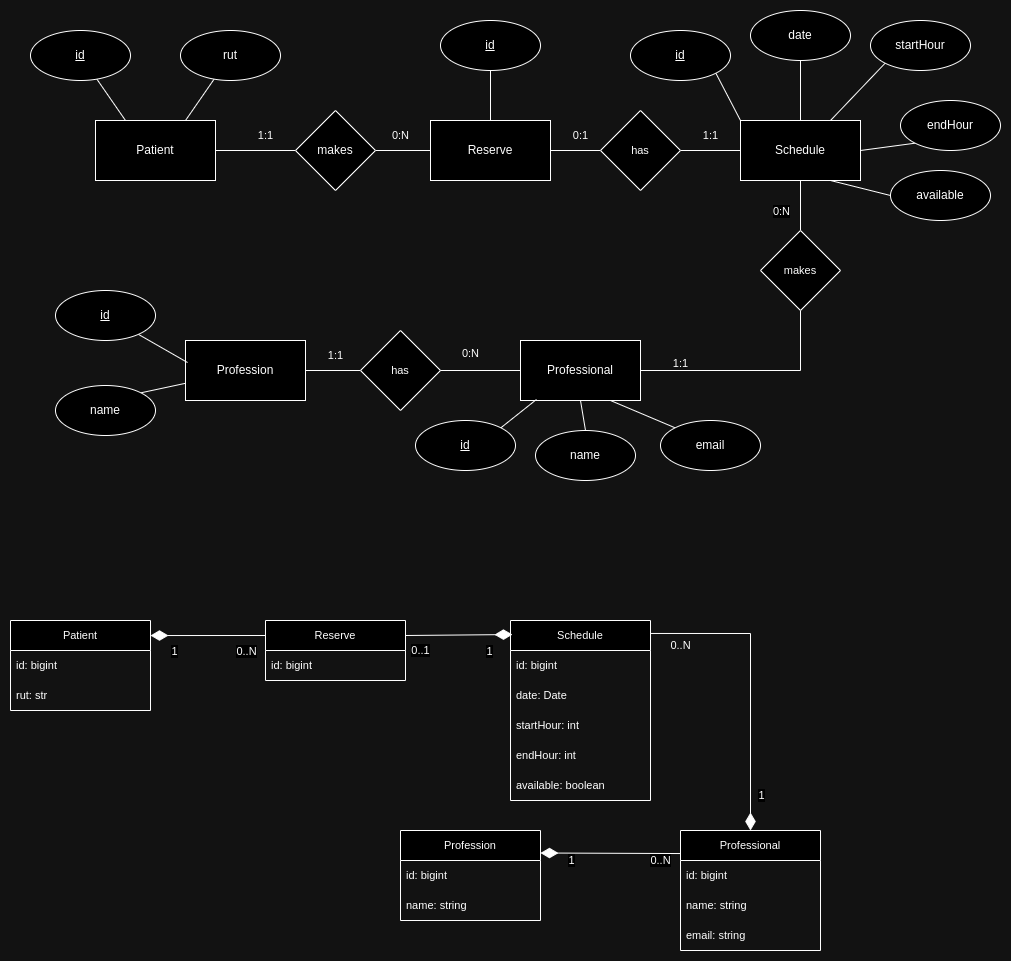 id
rut
id
id
date
startHour
endHour
available
Patient
1:1
makes
0:N
Reserve
0:1
has
1:1
Schedule
0:N
makes
id
name
Profession
1:1
has
0:N
Professional
1:1
id
name
email
Patient
id: bigint
rut: str
1
0..N
Reserve
id: bigint
0..1
1
Schedule
id: bigint
date: Date
startHour: int
endHour: int
available: boolean
0..N
1
Profession
id: bigint
name: string
1
0..N
Professional
id: bigint
name: string
email: string